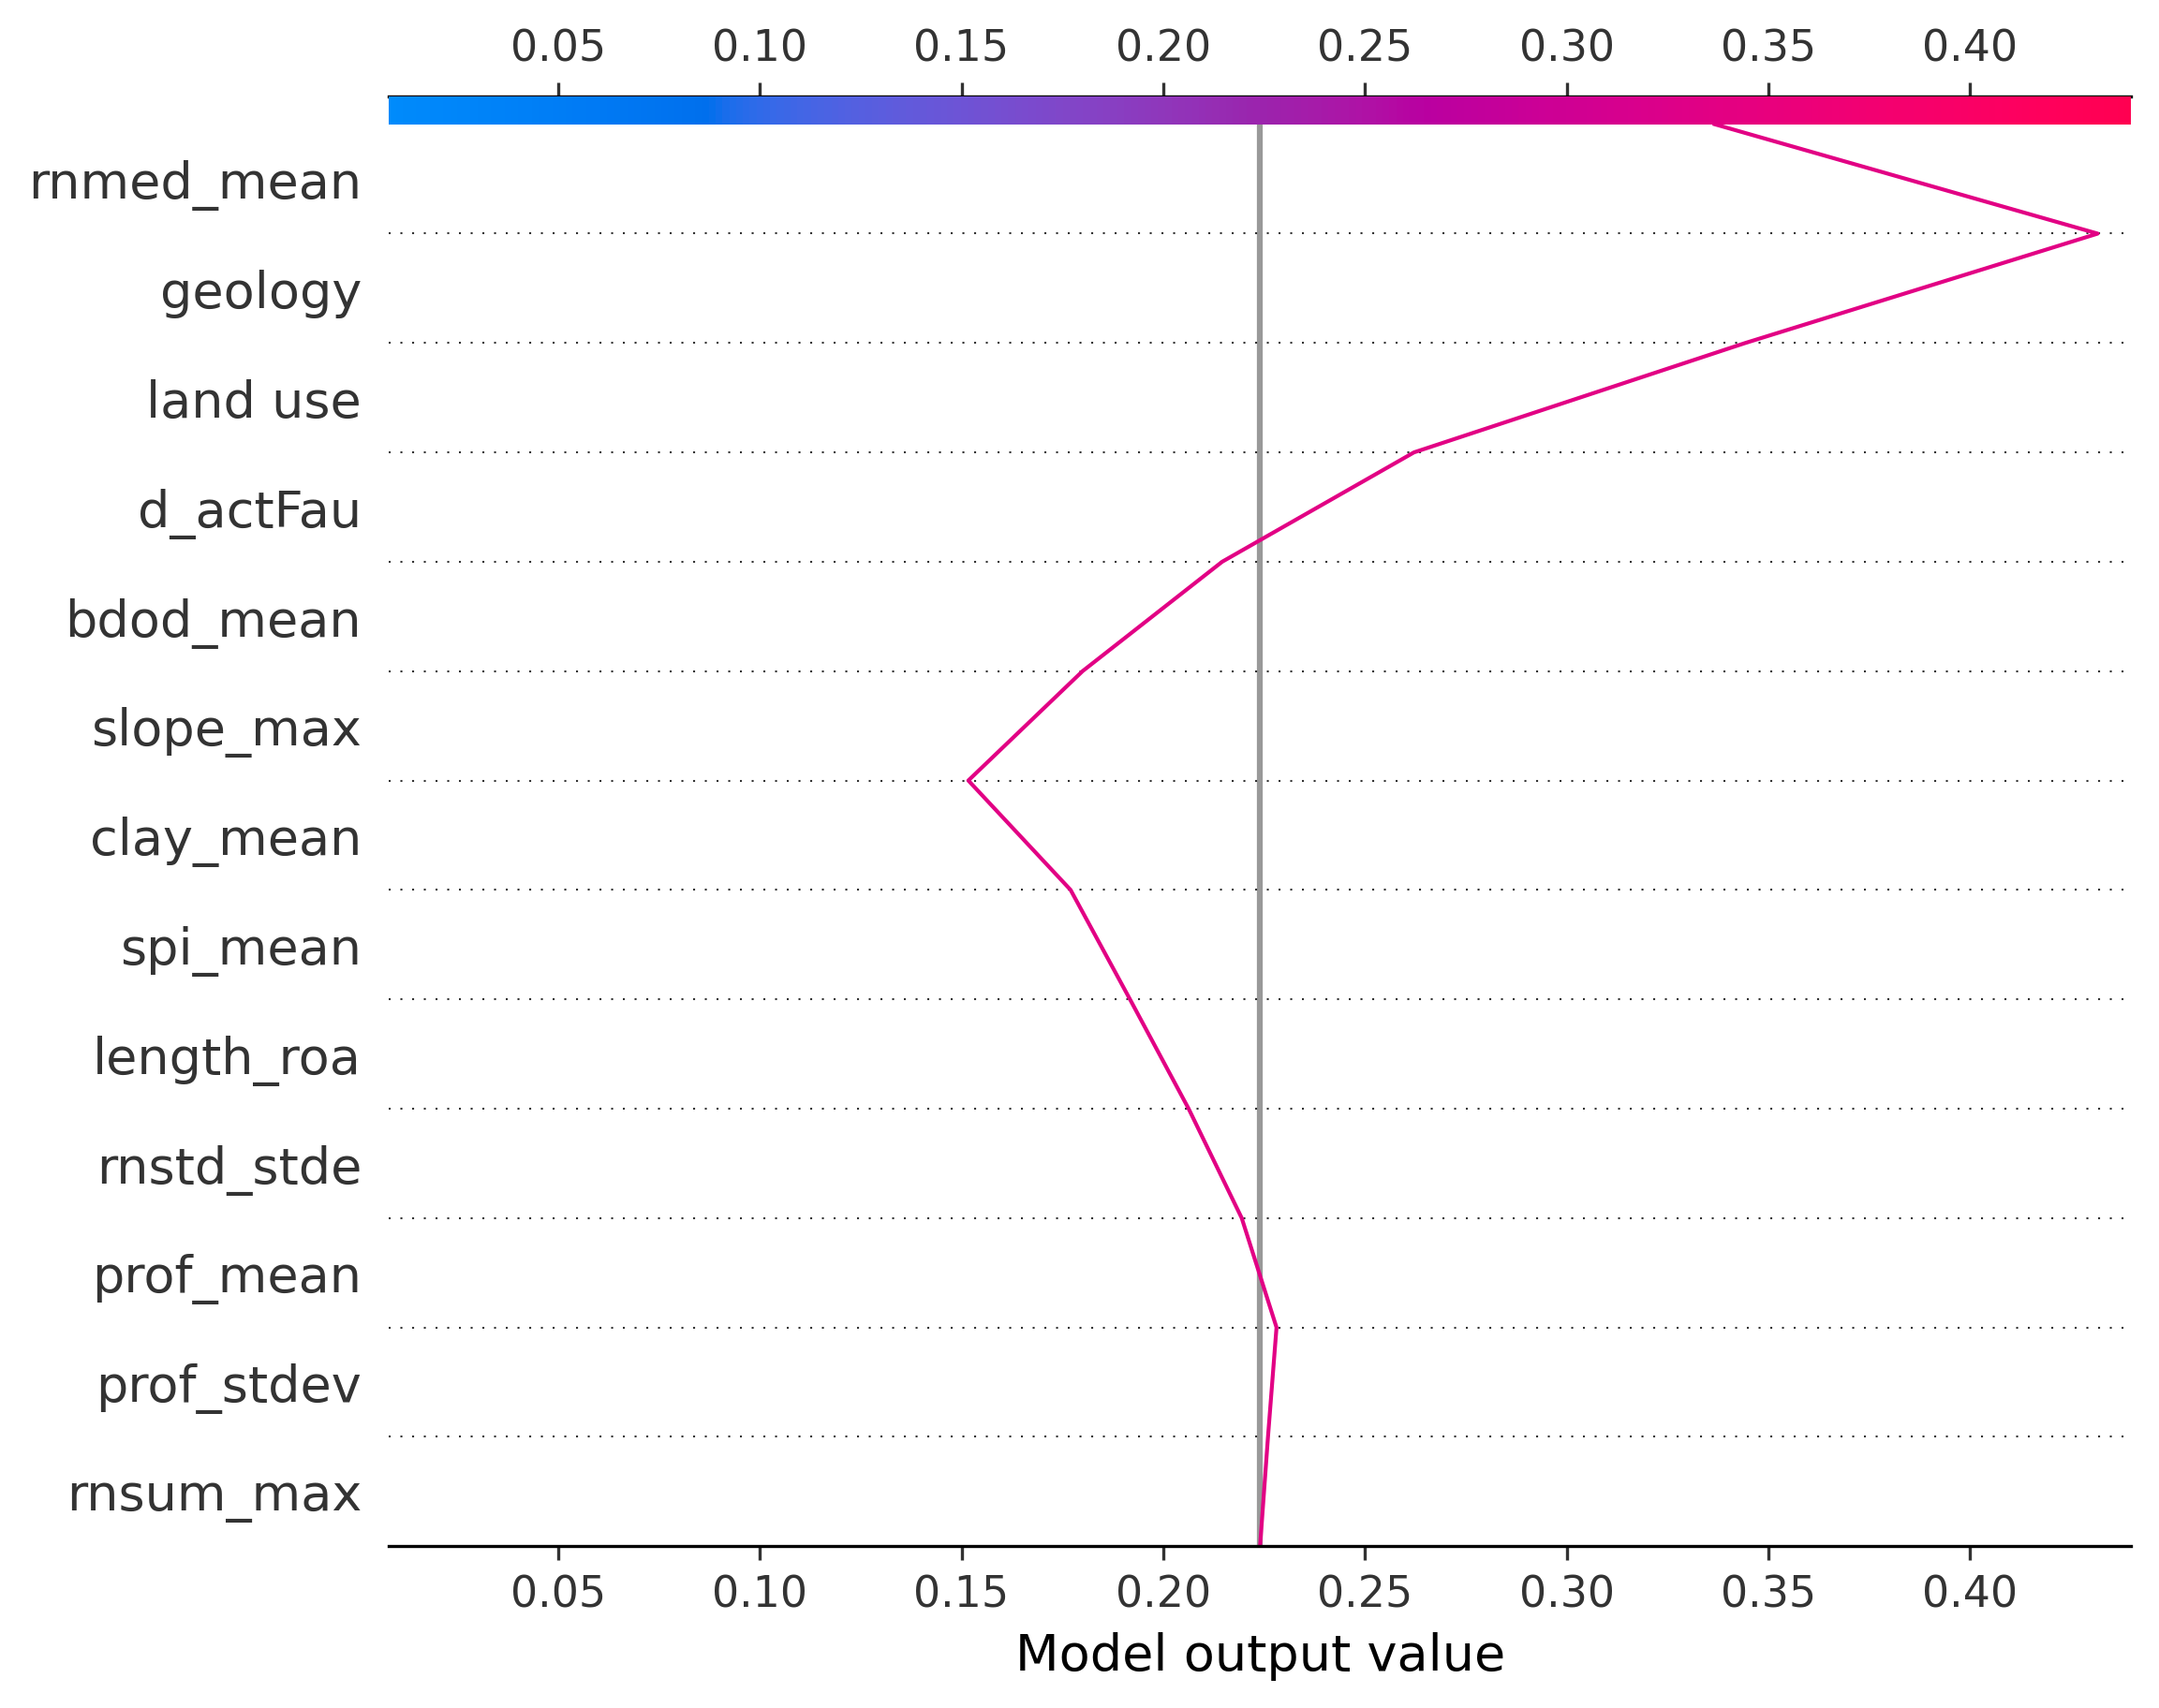 0.05 0.10 0.15 0.20 0.25 0.30 0.35 0.40
rnmed_mean
geology
land use
d_actFau
bdod_mean
slope_max
clay_mean
spi_mean
length_roa
rnstd_stde
prof_mean
prof_stdev
rnsum_max
0.05 0.10 0.15 0.20 0.25 0.30 0.35 0.40
Model output value